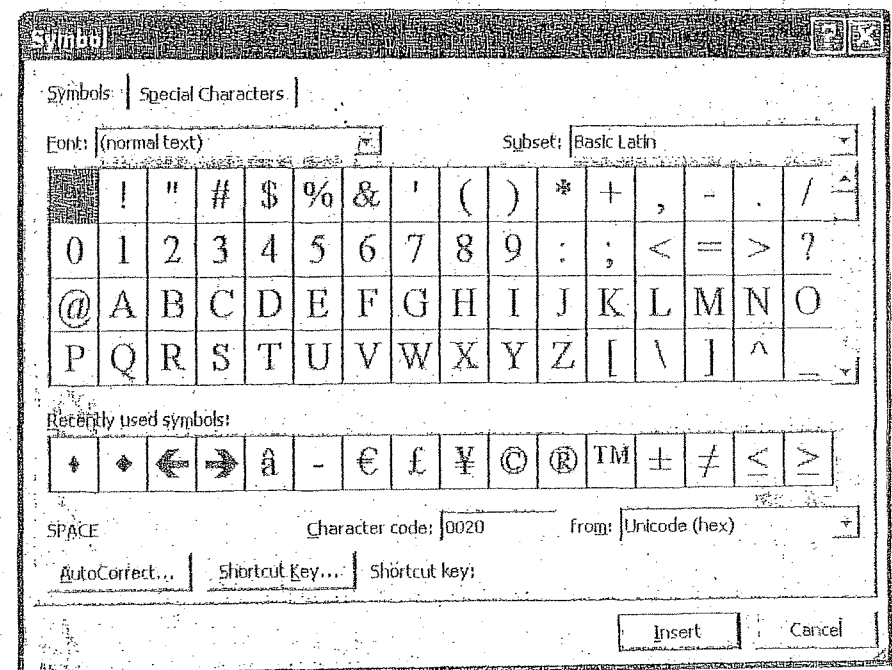 Symbol
Symbols Special Characters
Font: (normal text) Subset: Basic Latin
! " # $ % & ' ( ) * + , - . /
0 1 2 3 4 5 6 7 8 9 : ; < = > ?
@ A B C D E F G H I J K L M N O
P Q R S T U V W X Y Z [ \ ] ^ _
Recently used symbols:
♦ ◆ 🡸 🡺 â - € £ ¥ © ® ™ ± ≠ ≤ ≥
SPACE Character code: 0020 from: Unicode (hex)
AutoCorrect... Shortcut Key... Shortcut key:
Insert Cancel